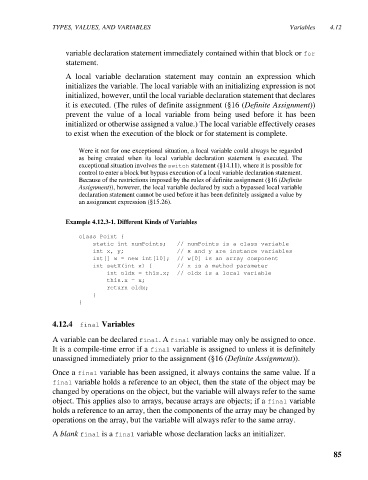 TYPES, VALUES, AND VARIABLES Variables 4.12
variable declaration statement immediately contained within that block or for
statement.
A local variable declaration statement may contain an expression which
initializes the variable. The local variable with an initializing expression is not
initialized, however, until the local variable declaration statement that declares
it is executed. (The rules of definite assignment (§16 (Definite Assignment))
prevent the value of a local variable from being used before it has been
initialized or otherwise assigned a value.) The local variable effectively ceases
to exist when the execution of the block or for statement is complete.
Were it not for one exceptional situation, a local variable could always be regarded
as being created when its local variable declaration statement is executed. The
exceptional situation involves the switch statement (§14.11), where it is possible for
control to enter a block but bypass execution of a local variable declaration statement.
Because of the restrictions imposed by the rules of definite assignment (§16 (Definite
Assignment)), however, the local variable declared by such a bypassed local variable
declaration statement cannot be used before it has been definitely assigned a value by
an assignment expression (§15.26).
Example 4.12.3-1. Different Kinds of Variables
class Point {
static int numPoints; // numPoints is a class variable
int x, y; // x and y are instance variables
int[] w = new int[10]; // w[0] is an array component
int setX(int x) { // x is a method parameter
int oldx = this.x; // oldx is a local variable
this.x = x;
return oldx;
}
}
4.12.4 final Variables
A variable can be declared final. A final variable may only be assigned to once.
It is a compile-time error if a final variable is assigned to unless it is definitely
unassigned immediately prior to the assignment (§16 (Definite Assignment)).
Once a final variable has been assigned, it always contains the same value. If a
final variable holds a reference to an object, then the state of the object may be
changed by operations on the object, but the variable will always refer to the same
object. This applies also to arrays, because arrays are objects; if a final variable
holds a reference to an array, then the components of the array may be changed by
operations on the array, but the variable will always refer to the same array.
A blank final is a final variable whose declaration lacks an initializer.
85